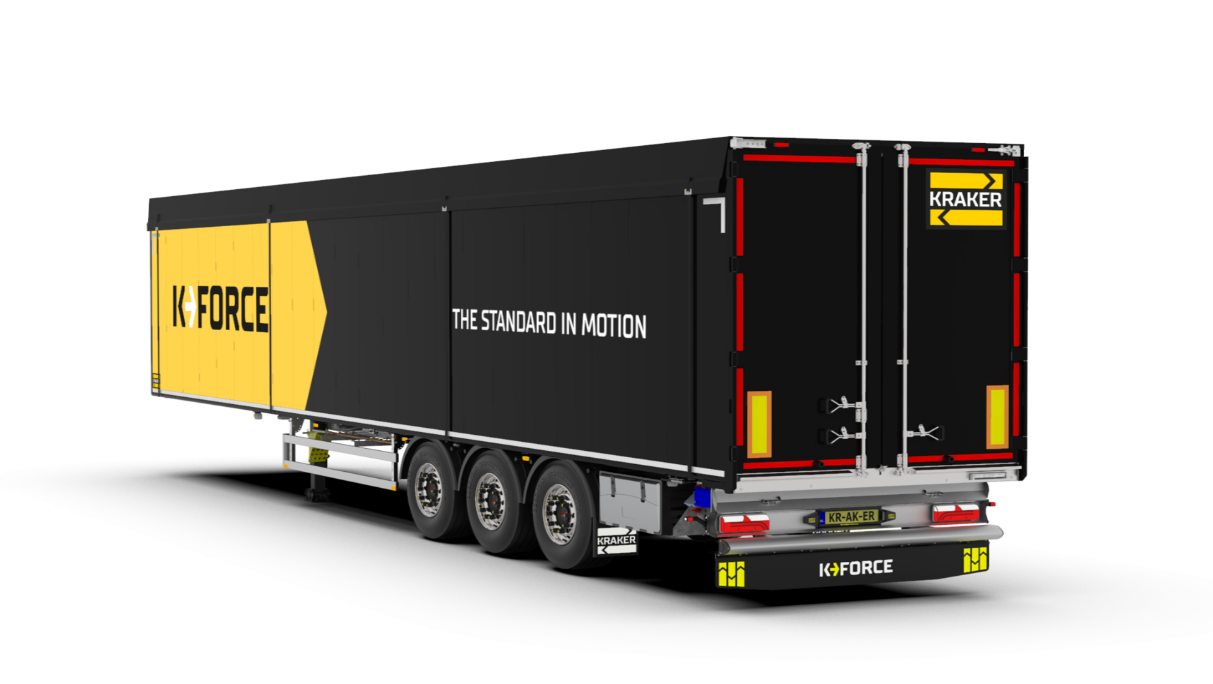 K→FORCE
THE STANDARD IN MOTION
KRAKER
KRAKER
KR-AK-ER
K→FORCE